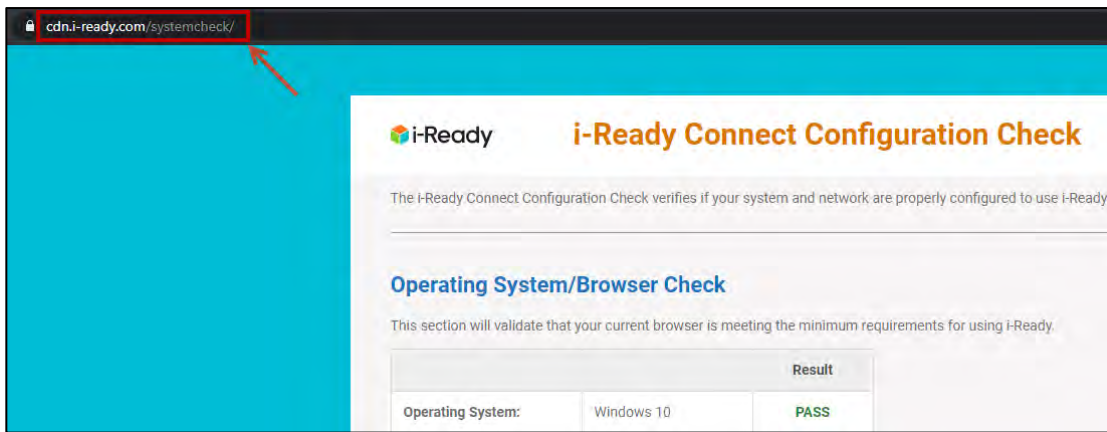 cdn.i-ready.com/systemcheck/
i-Ready
i-Ready Connect Configuration Check
The i-Ready Connect Configuration Check verifies if your system and network are properly configured to use i-Ready
Operating System/Browser Check
This section will validate that your current browser is meeting the minimum requirements for using i-Ready.
Result
Operating System: Windows 10 PASS